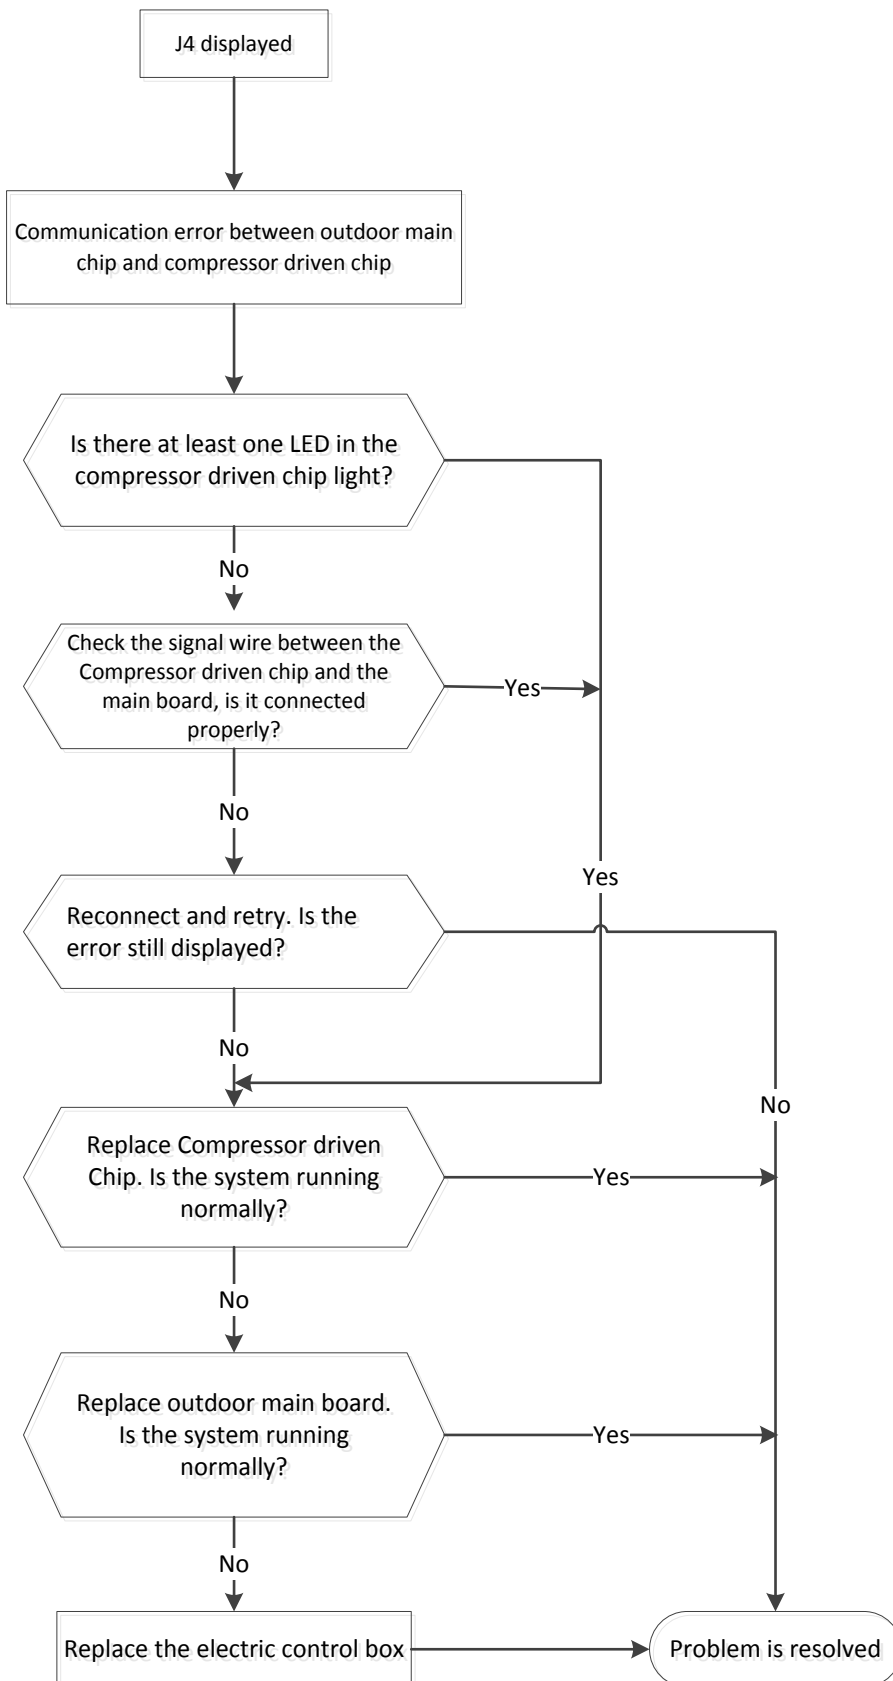 J4 displayed
Communication error between outdoor main
chip and compressor driven chip
Is there at least one LED in the
compressor driven chip light?
No
Check the signal wire between the
Compressor driven chip and the
main board, is it connected
properly?
Yes
No
Yes
Reconnect and retry. Is the
error still displayed?
No
No
Replace Compressor driven
Chip. Is the system running
normally?
Yes
No
Replace outdoor main board.
Is the system running
normally?
Yes
No
Replace the electric control box
Problem is resolved